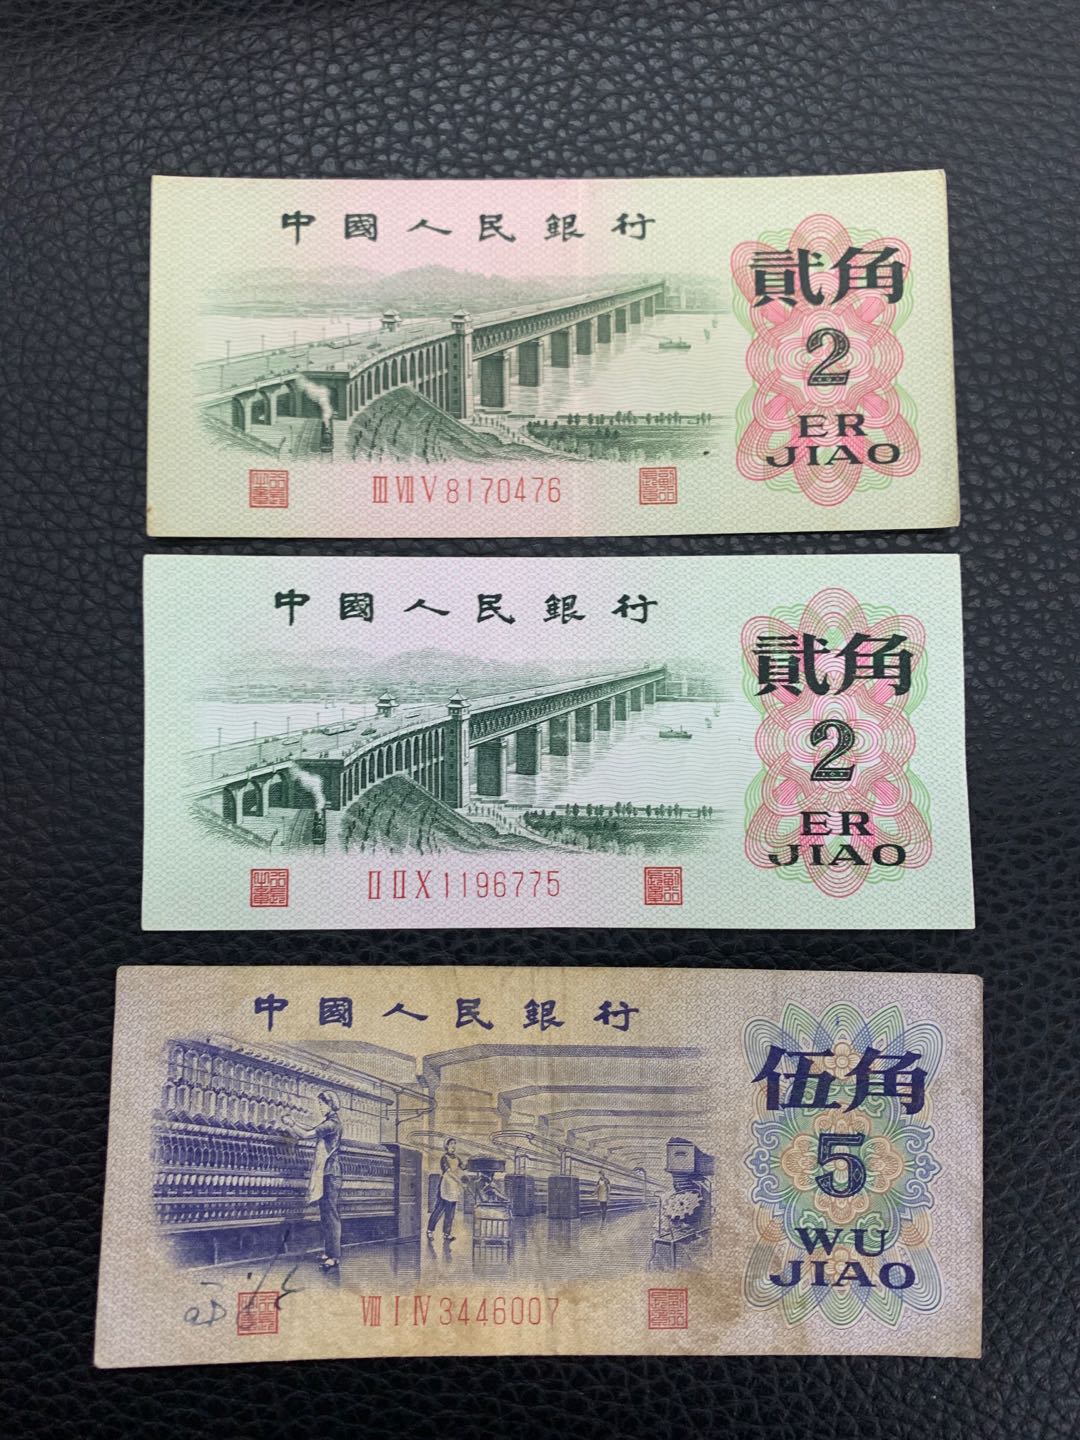 中國人民銀行
貳角
2
ER
JIAO
III VII V 8170476
中國人民銀行
貳角
2
ER
JIAO
II II X 1196775
中國人民銀行
伍角
5
WU
JIAO
VIII I IV 3446007